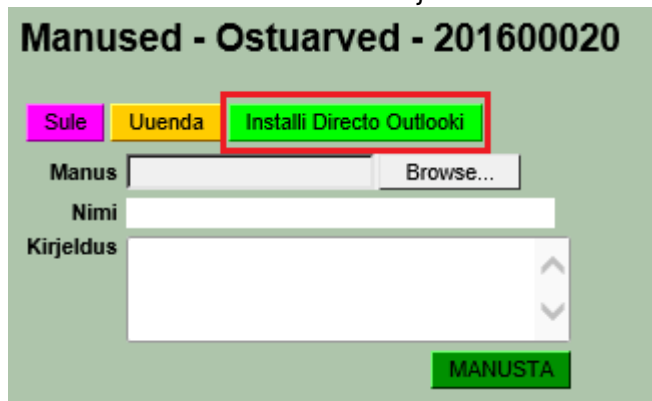 Manused - Ostuarved - 201600020
Sule Uuenda Installi Directo Outlooki
Manus Browse...
Nimi
Kirjeldus
MANUSTA